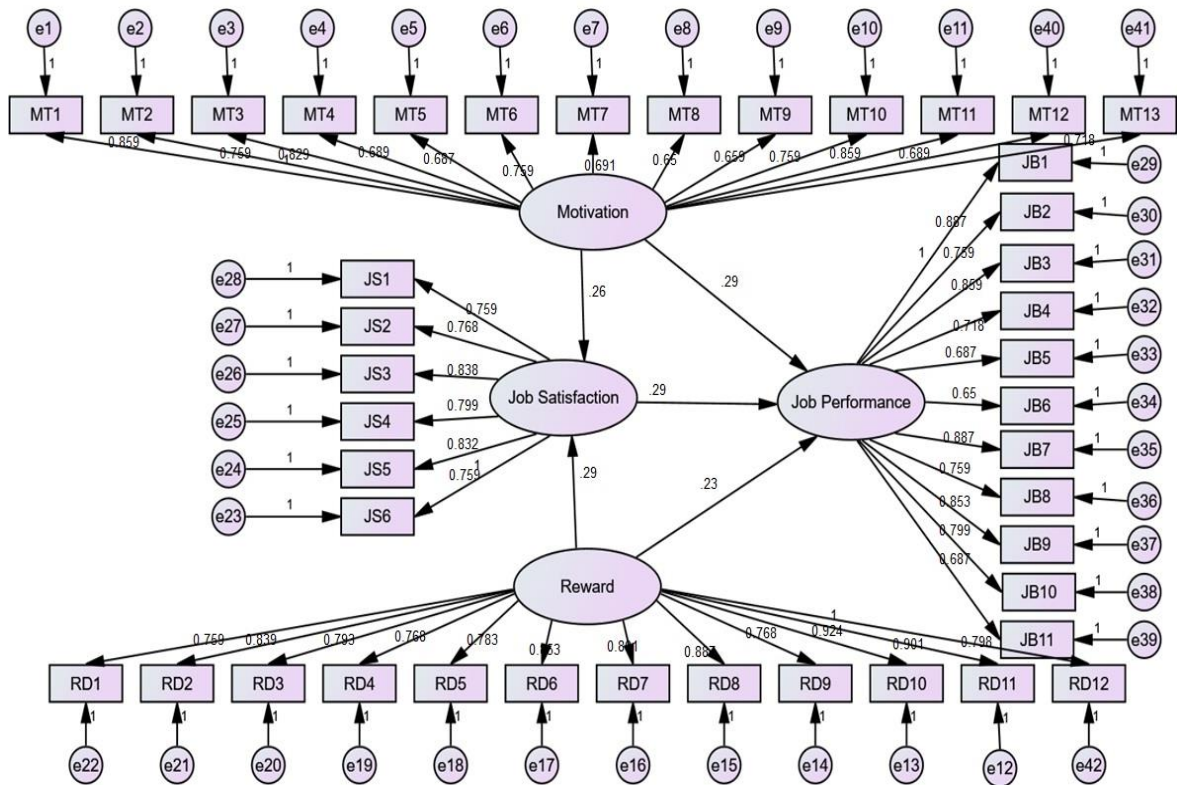 e1 e2 e3 e4 e5 e6 e7 e8 e9 e10 e11 e40 e41
1 1 1 1 1 1 1 1 1 1 1 1 1
MT1 MT2 MT3 MT4 MT5 MT6 MT7 MT8 MT9 MT10 MT11 MT12 MT13
0.859 0.759 1 0.829 0.689 0.687 0.759 0.691 0.65 0.659 0.759 0.859 0.689 0.718
Motivation
JB1 1 e29
0.887
JB2 1 e30
0.759
1
JB3 1 e31
0.859
JB4 1 e32
0.718
JB5 1 e33
0.687
JB6 1 e34
0.65
JB7 1 e35
0.887
JB8 1 e36
0.759
JB9 1 e37
0.853
JB10 1 e38
0.799
JB11 1 e39
0.687
.26
.29
e28 1 JS1
0.759
e27 1 JS2
0.768
e26 1 JS3
0.838
e25 1 JS4
0.799
e24 1 JS5
0.832
e23 1 JS6
1
0.759
Job Satisfaction
.29
Job Performance
.29
.23
Reward
0.759 0.839 0.793 0.768 0.783 0.887 0.768 0.924 0.901 1 0.798
RD1 RD2 RD3 RD4 RD5 RD6 RD7 RD8 RD9 RD10 RD11 RD12
1 1 1 1 1 1 1 1 1 1 1 1
e22 e21 e20 e19 e18 e17 e16 e15 e14 e13 e12 e42